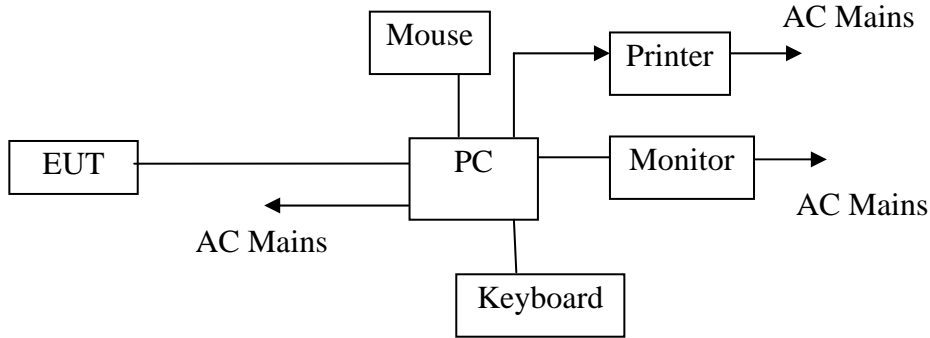 AC Mains
Mouse
Printer
EUT
PC
Monitor
AC Mains
AC Mains
Keyboard